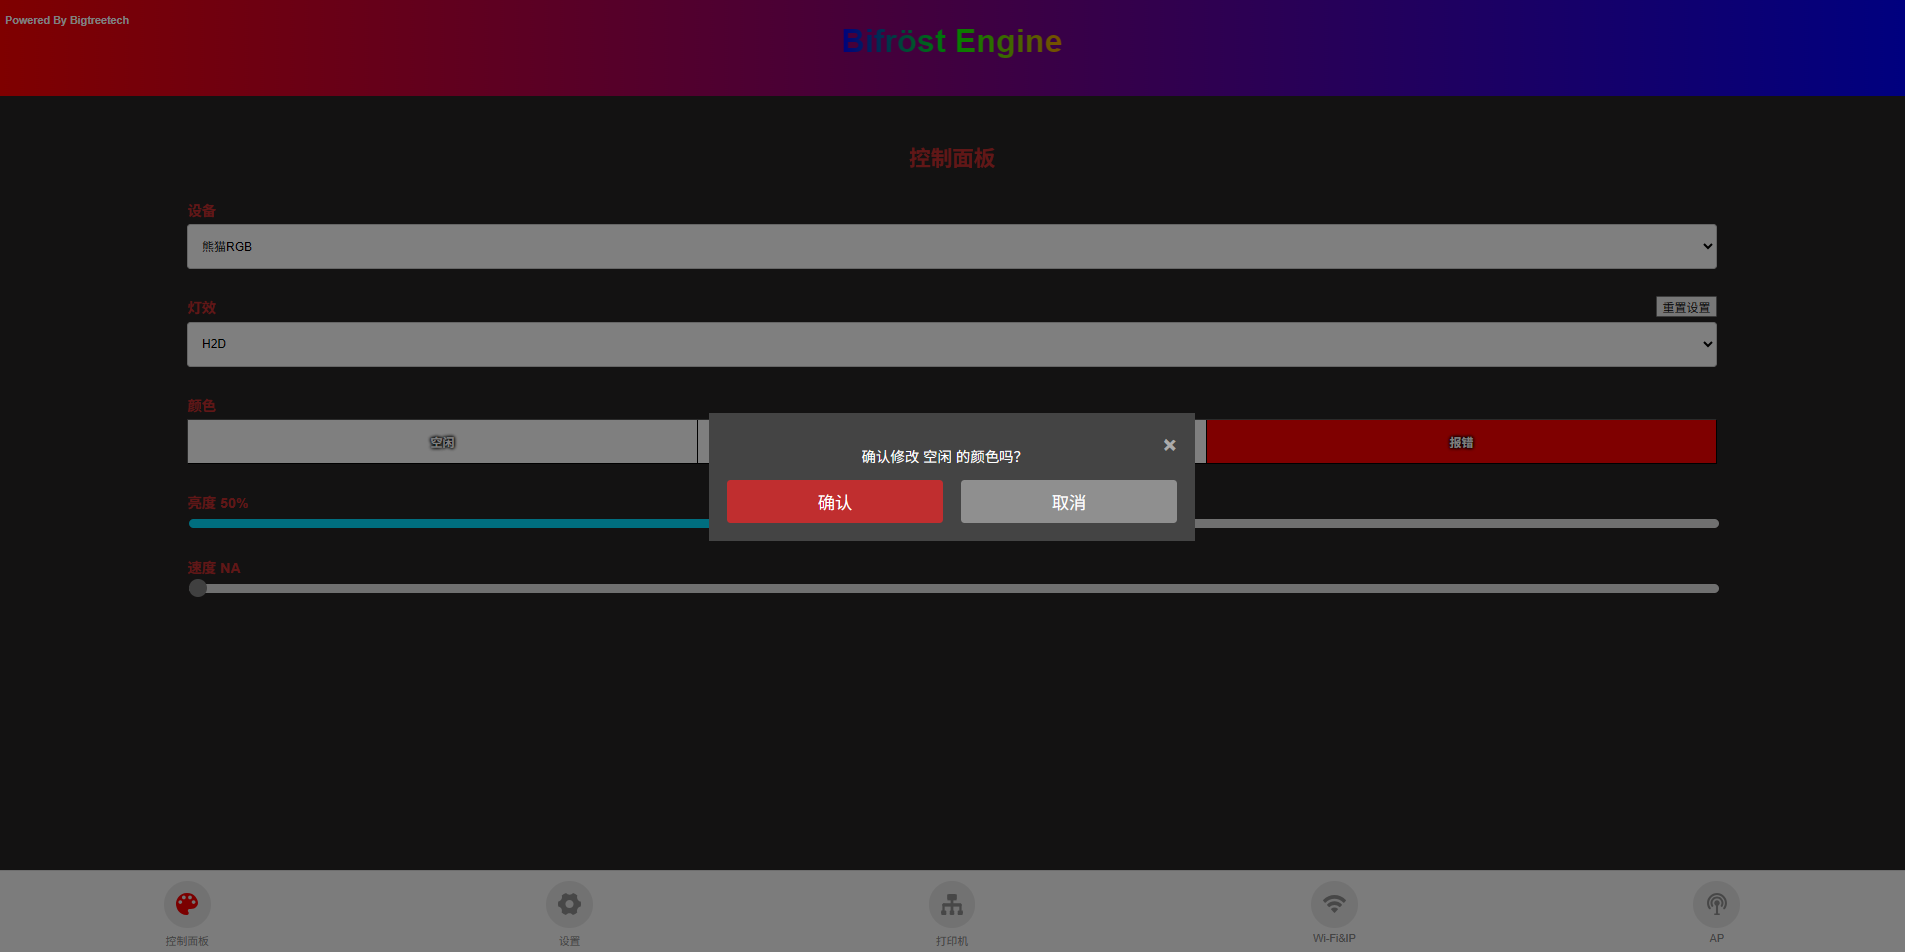 Powered By Bigtreetech
Bifröst Engine
控制面板
设备
熊猫RGB
灯效
重置设置
H2D
颜色
空闲
报错
确认修改 空闲 的颜色吗?
×
确认
取消
亮度 50%
速度 NA
控制面板
设置
打印机
Wi-Fi&IP
AP